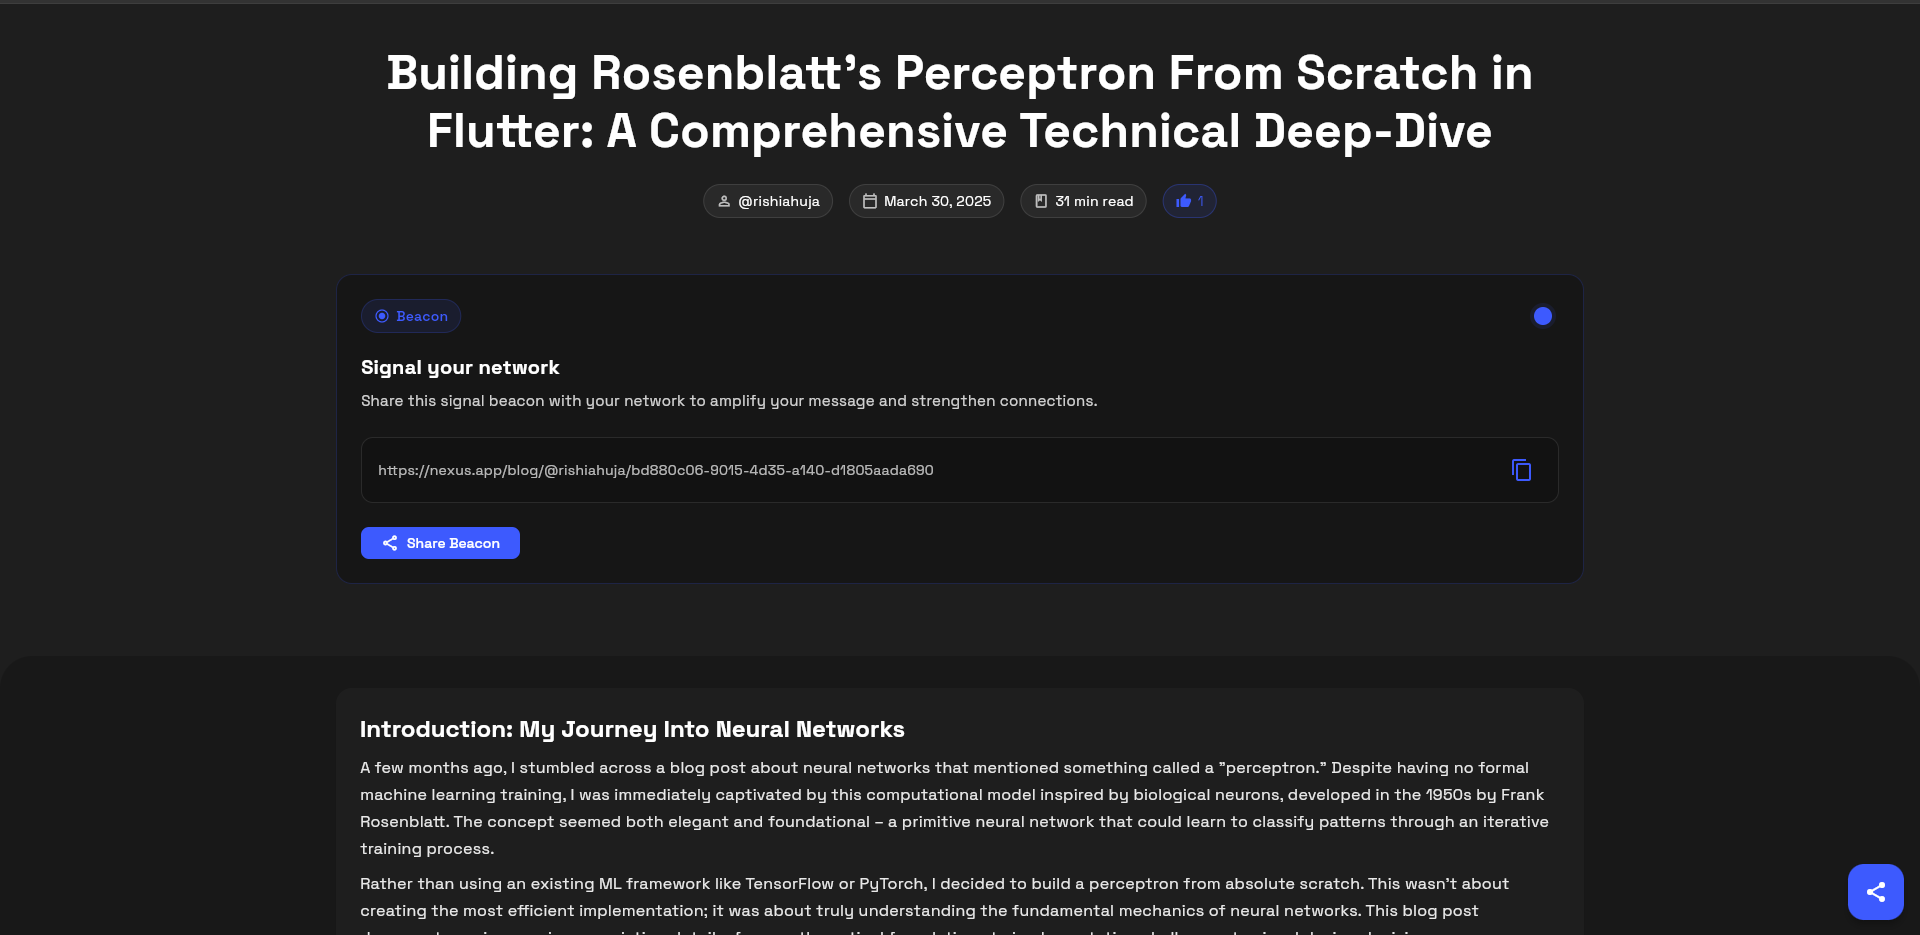 Building Rosenblatt's Perceptron From Scratch in
Flutter: A Comprehensive Technical Deep-Dive
@rishiahuja
March 30, 2025
31 min read
1
Beacon
Signal your network
Share this signal beacon with your network to amplify your message and strengthen connections.
https://nexus.app/blog/@rishiahuja/bd880c06-9015-4d35-a140-d1805aada690
Share Beacon
Introduction: My Journey Into Neural Networks
A few months ago, I stumbled across a blog post about neural networks that mentioned something called a "perceptron." Despite having no formal
machine learning training, I was immediately captivated by this computational model inspired by biological neurons, developed in the 1950s by Frank
Rosenblatt. The concept seemed both elegant and foundational – a primitive neural network that could learn to classify patterns through an iterative
training process.
Rather than using an existing ML framework like TensorFlow or PyTorch, I decided to build a perceptron from absolute scratch. This wasn't about
creating the most efficient implementation; it was about truly understanding the fundamental mechanics of neural networks. This blog post